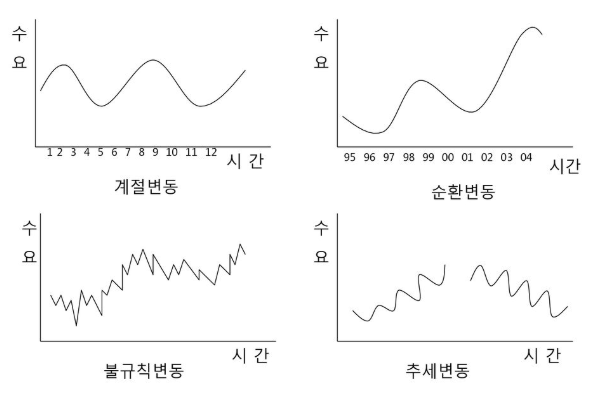 수
요
1 2 3 4 5 6 7 8 9 10 11 12
시 간
계절변동
수
요
95 96 97 98 99 00 01 02 03 04
시간
순환변동
수
요
시 간
불규칙변동
수
요
시 간
추세변동